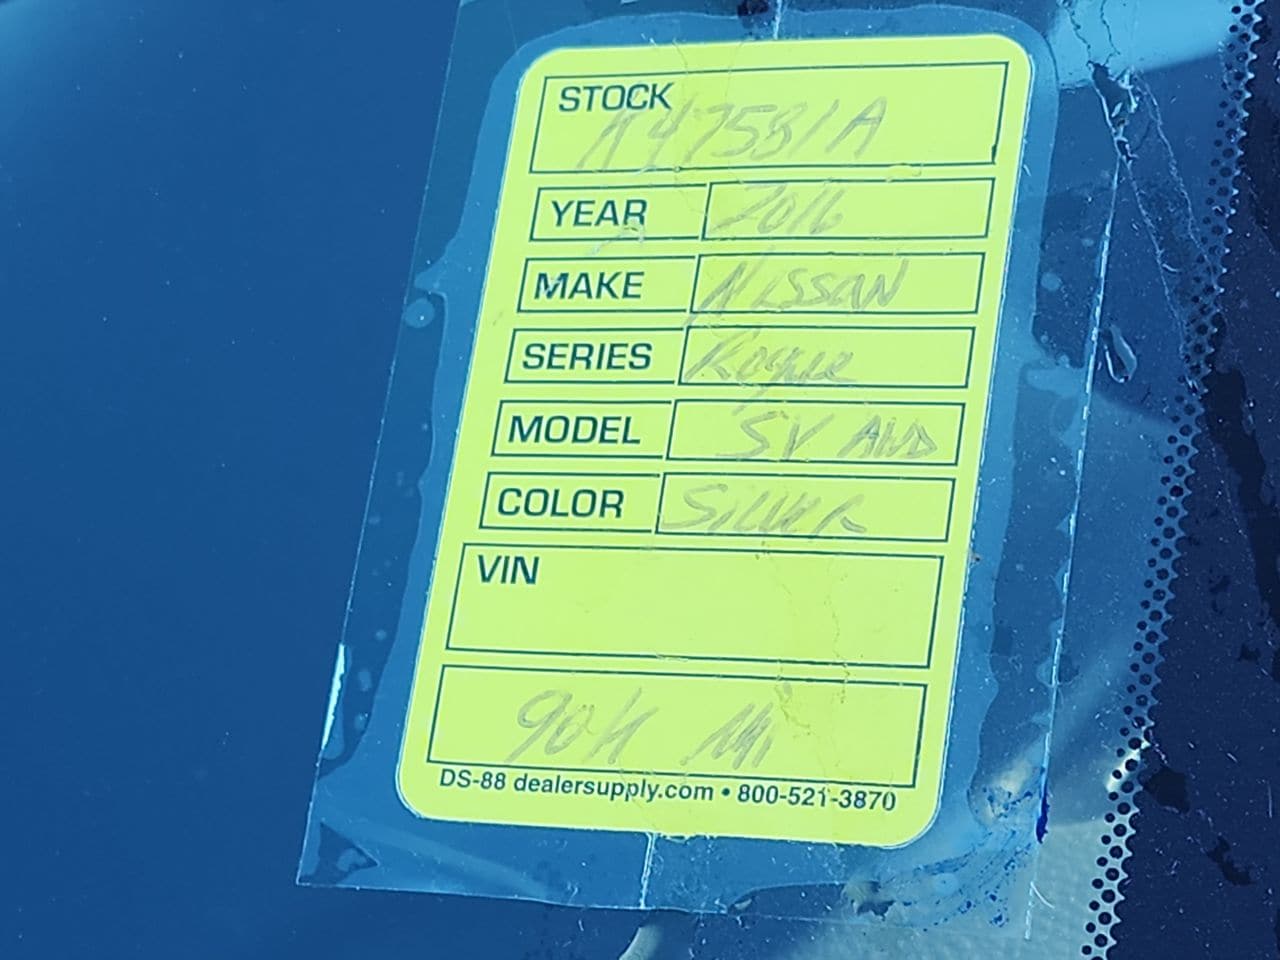 STOCK
A47581A
YEAR 2016
MAKE NISSAN
SERIES Rogue
MODEL SV AWD
COLOR SILVER
VIN
90K Mi
DS-88 dealersupply.com • 800-521-3870